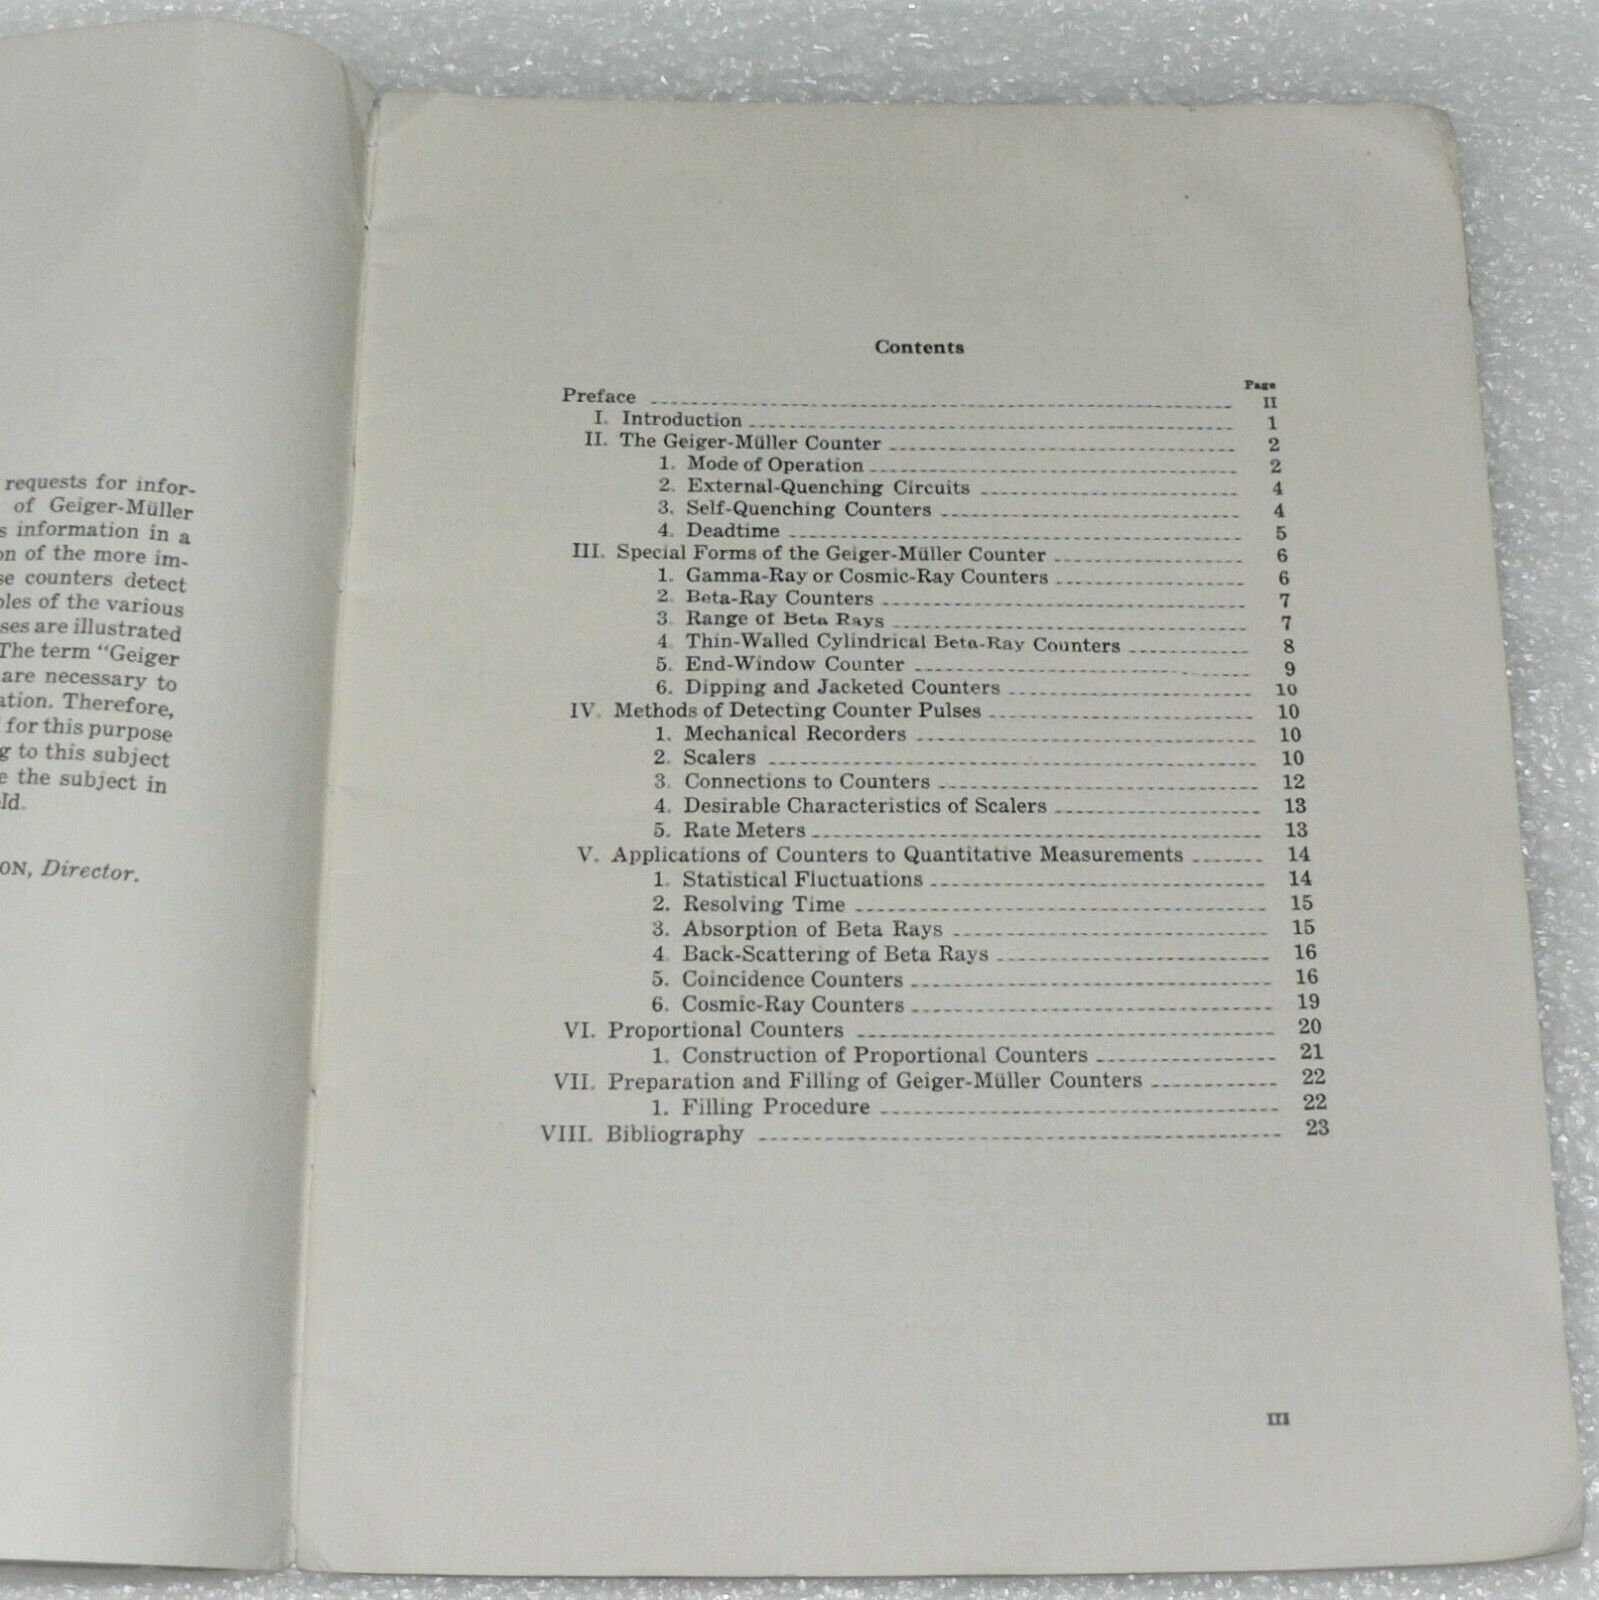 requests for infor-
of Geiger-Müller
information in a
of the more im-
counters detect
of the various
are illustrated
The term "Geiger
are necessary to
Therefore,
for this purpose
to this subject
the subject in
Director.
Contents
Page
Preface II
I. Introduction 1
II. The Geiger-Müller Counter 2
1. Mode of Operation 2
2. External-Quenching Circuits 4
3. Self-Quenching Counters 4
4. Deadtime 5
III. Special Forms of the Geiger-Müller Counter 6
1. Gamma-Ray or Cosmic-Ray Counters 6
2. Beta-Ray Counters 7
3. Range of Beta Rays 7
4. Thin-Walled Cylindrical Beta-Ray Counters 8
5. End-Window Counter 9
6. Dipping and Jacketed Counters 10
IV. Methods of Detecting Counter Pulses 10
1. Mechanical Recorders 10
2. Scalers 10
3. Connections to Counters 12
4. Desirable Characteristics of Scalers 13
5. Rate Meters 13
V. Applications of Counters to Quantitative Measurements 14
1. Statistical Fluctuations 14
2. Resolving Time 15
3. Absorption of Beta Rays 15
4. Back-Scattering of Beta Rays 16
5. Coincidence Counters 16
6. Cosmic-Ray Counters 19
VI. Proportional Counters 20
1. Construction of Proportional Counters 21
VII. Preparation and Filling of Geiger-Müller Counters 22
1. Filling Procedure 22
VIII. Bibliography 23
III